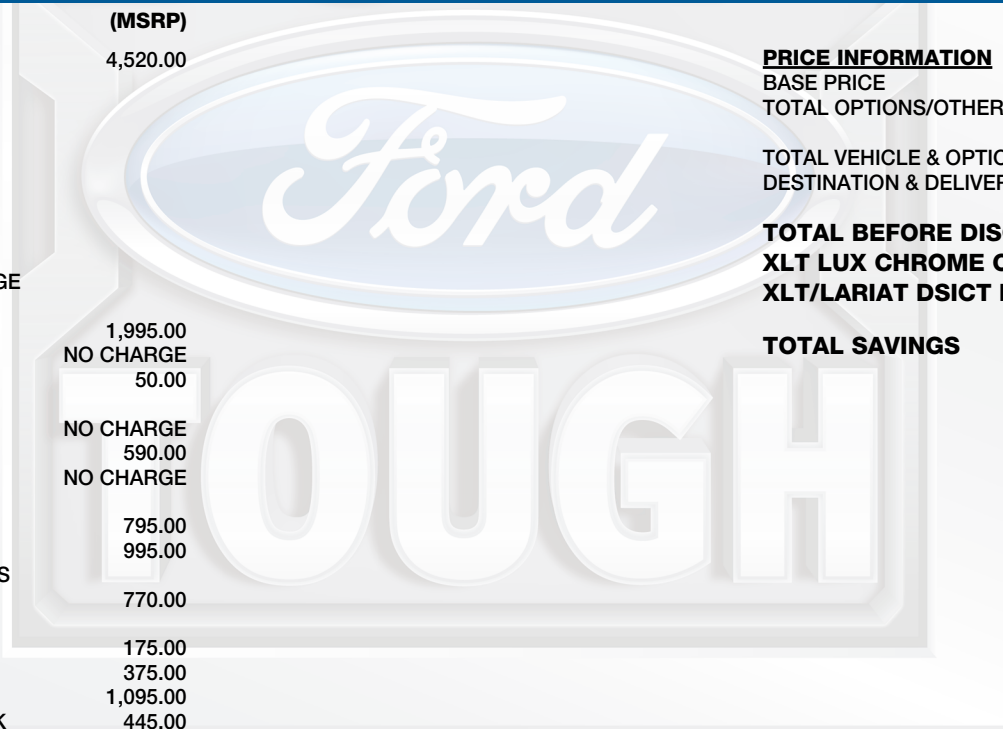 (MSRP)
4,520.00
GE
1,995.00
NO CHARGE
50.00
NO CHARGE
590.00
NO CHARGE
795.00
995.00
S
770.00
175.00
375.00
1,095.00
K 445.00
Ford
TOUGH
PRICE INFORMATION
BASE PRICE
TOTAL OPTIONS/OTHER
TOTAL VEHICLE & OPTIO
DESTINATION & DELIVER
TOTAL BEFORE DISC
XLT LUX CHROME C
XLT/LARIAT DSICT
TOTAL SAVINGS